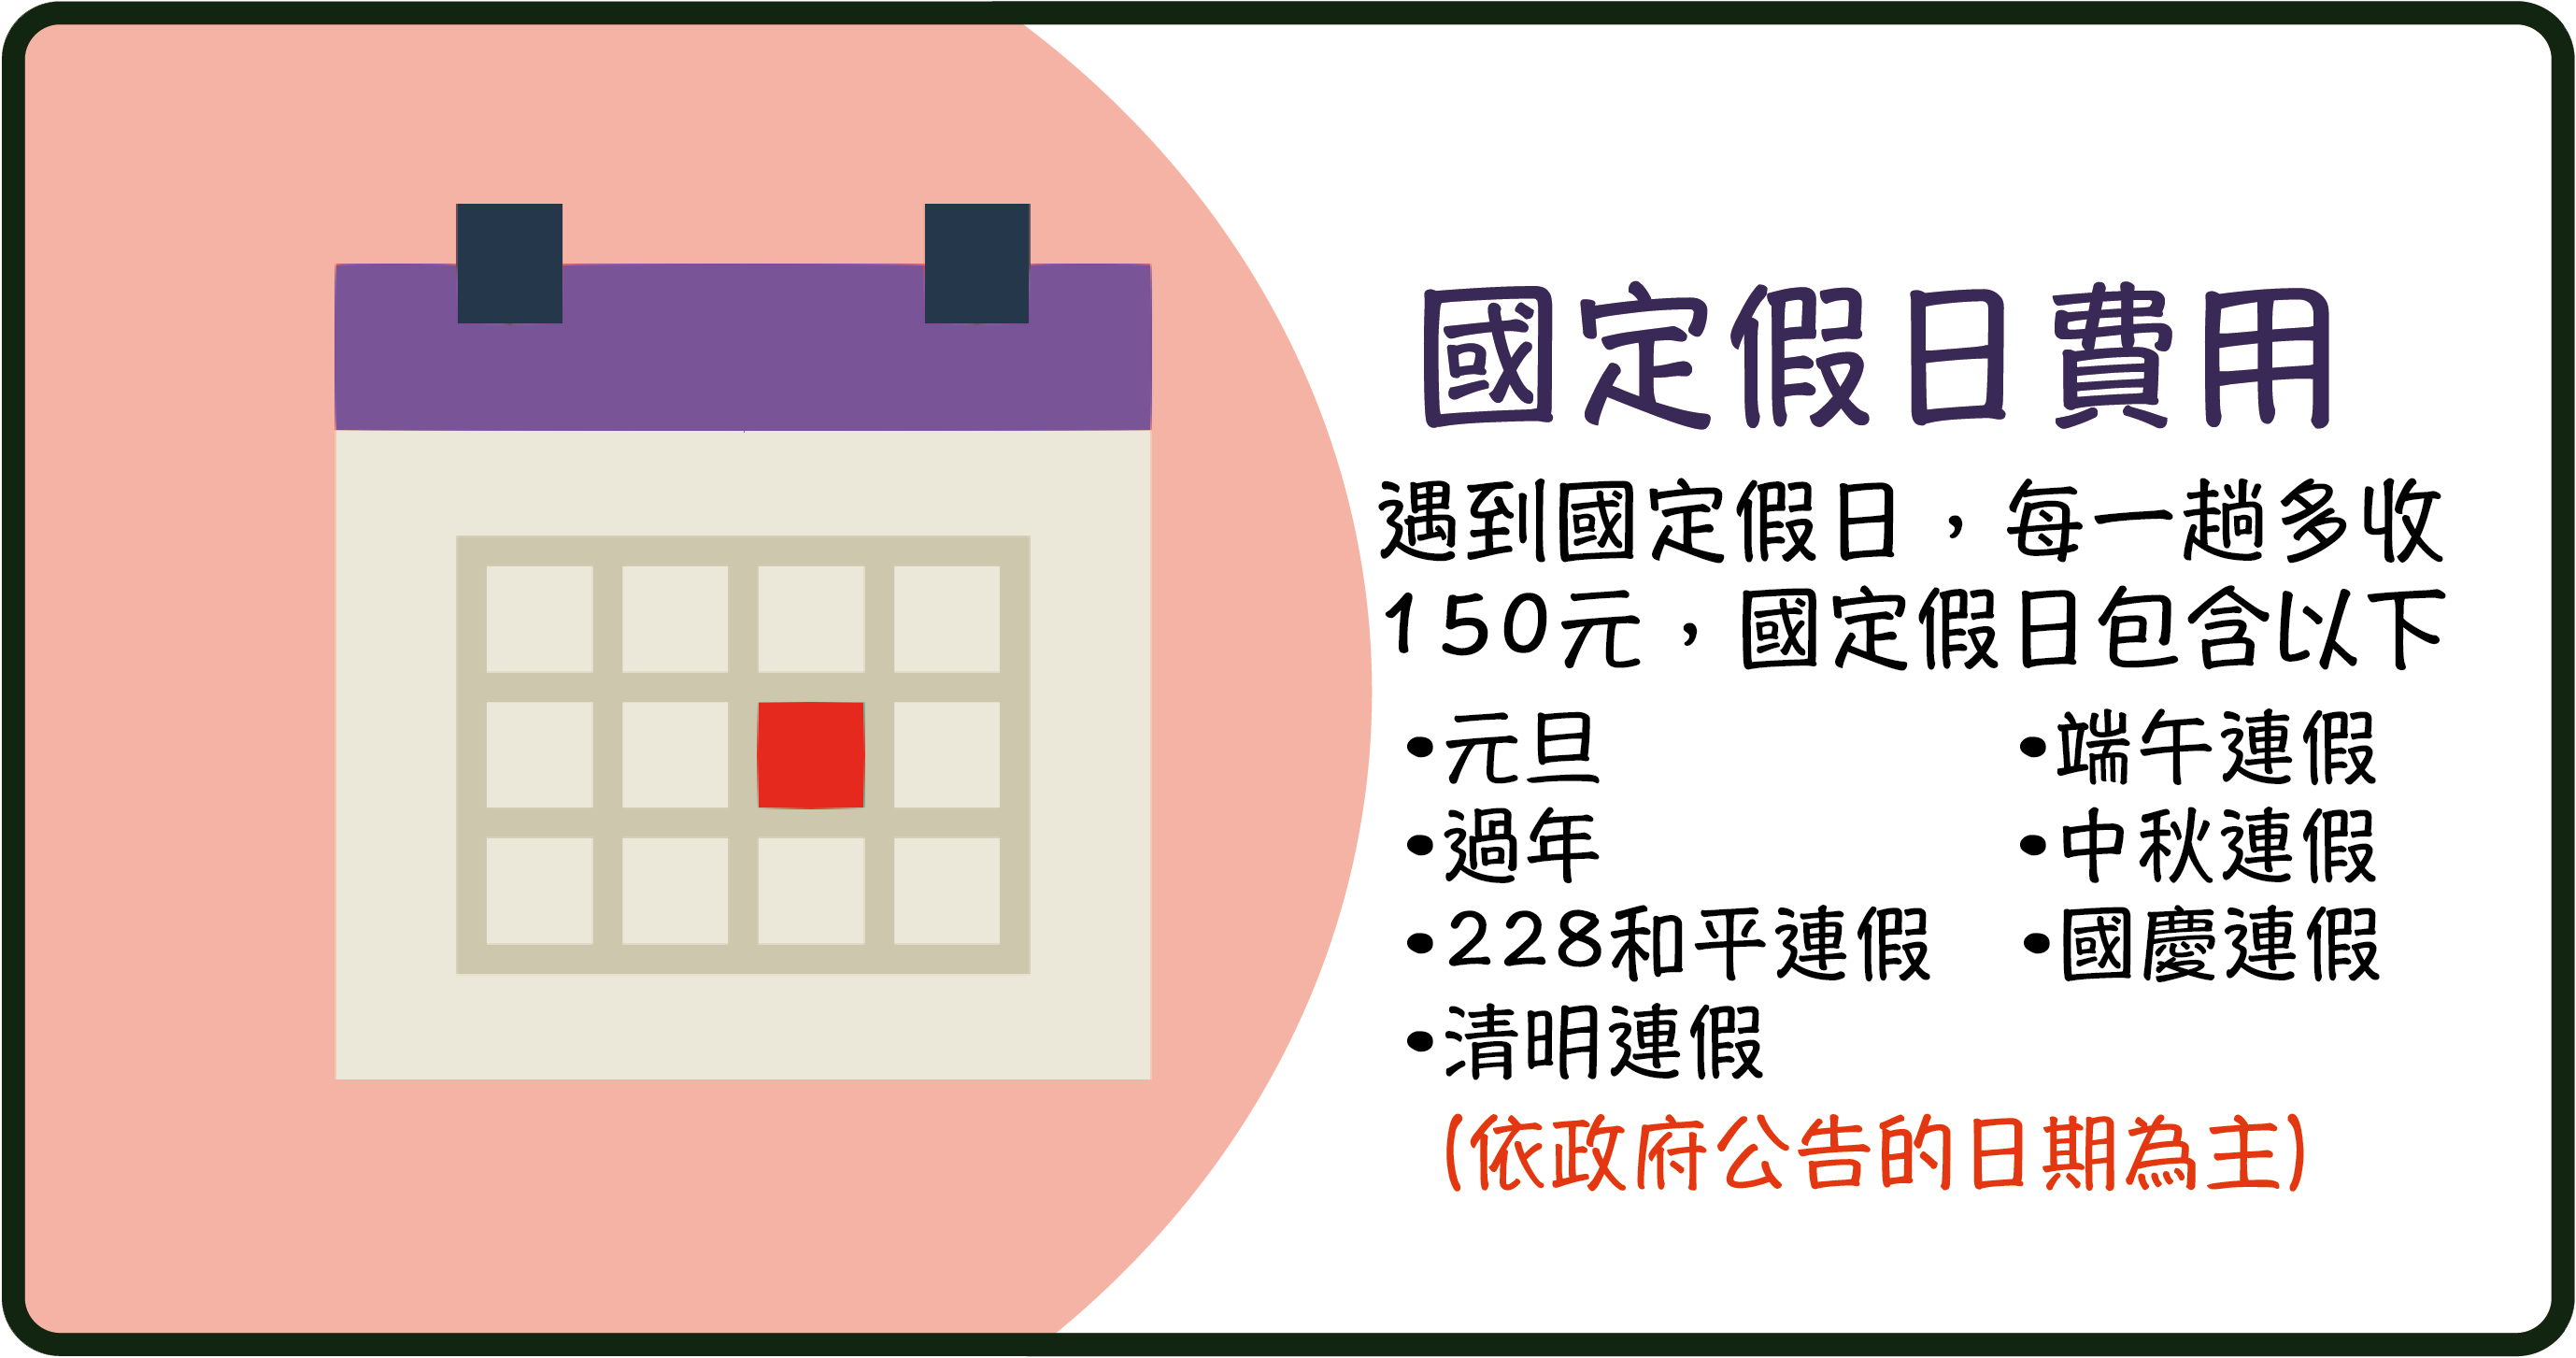 國定假日費用
遇到國定假日，每一趟多收
150元，國定假日包含以下
•元旦
•過年
•228和平連假
•清明連假
•端午連假
•中秋連假
•國慶連假
(依政府公告的日期為主)